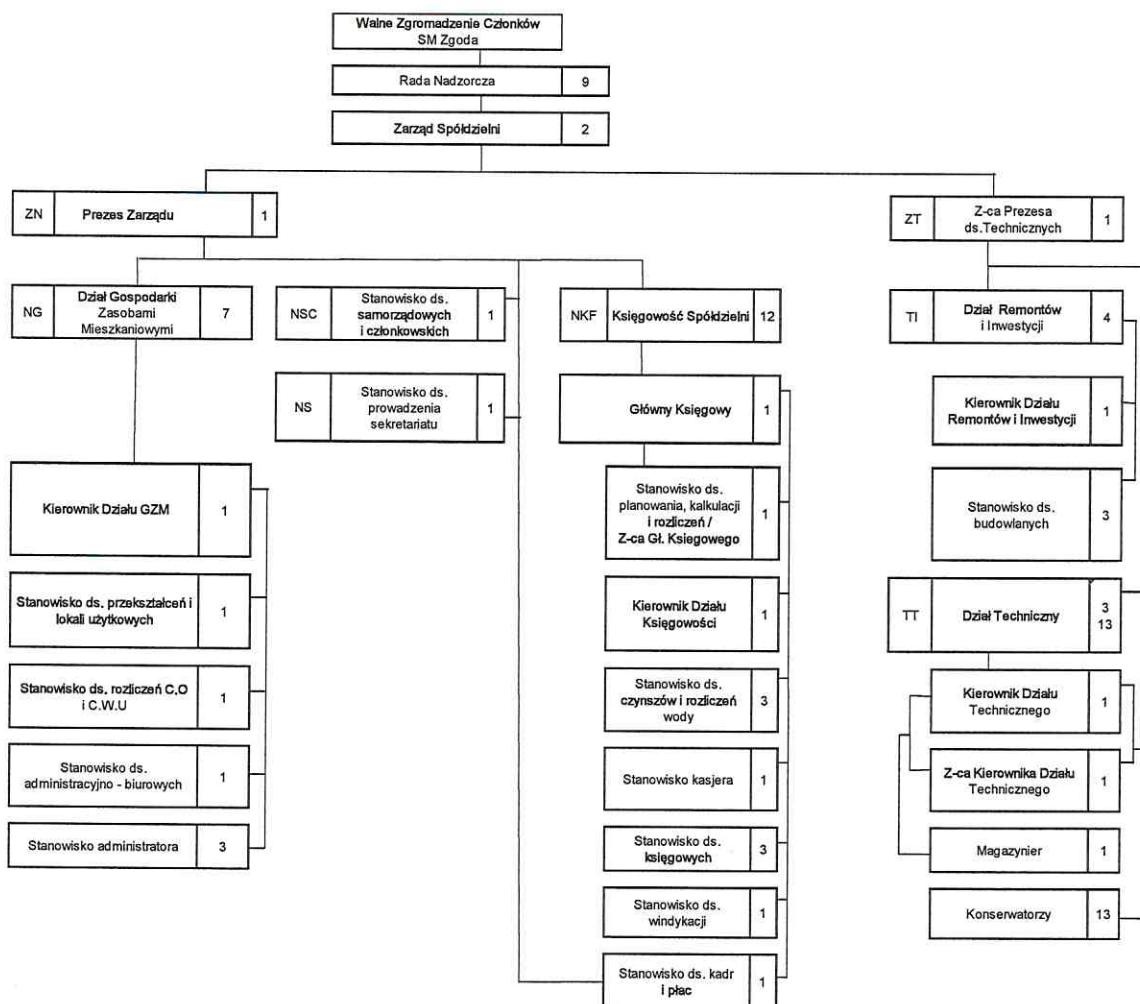 Walne Zgromadzenie Członków
SM Zgoda
Rada Nadzorcza 9
Zarząd Spółdzielni 2
ZN Prezes Zarządu 1
ZT Z-ca Prezesa
ds.Technicznych 1
NG Dział Gospodarki
Zasobami
Mieszkaniowymi 7
NSC Stanowisko ds.
samorządowych
i członkowskich 1
NKF Księgowość Spółdzielni 12
TI Dział Remontów
i Inwestycji 4
NS Stanowisko ds.
prowadzenia
sekretariatu 1
Główny Księgowy 1
Kierownik Działu
Remontów i Inwestycji 1
Kierownik Działu GZM 1
Stanowisko ds.
planowania, kalkulacji
i rozliczeń /
Z-ca Gł. Ksiegowego 1
Stanowisko ds.
budowlanych 3
Stanowisko ds. przekształceń i
lokali użytkowych 1
Kierownik Działu
Księgowości 1
TT Dział Techniczny 3
13
Stanowisko ds. rozliczeń C.O
i C.W.U 1
Stanowisko ds.
czynszów i rozliczeń
wody 3
Kierownik Działu
Technicznego 1
Stanowisko ds.
administracyjno - biurowych 1
Stanowisko kasjera 1
Z-ca Kierownika Działu
Technicznego 1
Stanowisko administratora 3
Stanowisko ds.
księgowych 3
Magazynier 1
Stanowisko ds.
windykacji 1
Konserwatorzy 13
Stanowisko ds. kadr
i płac 1